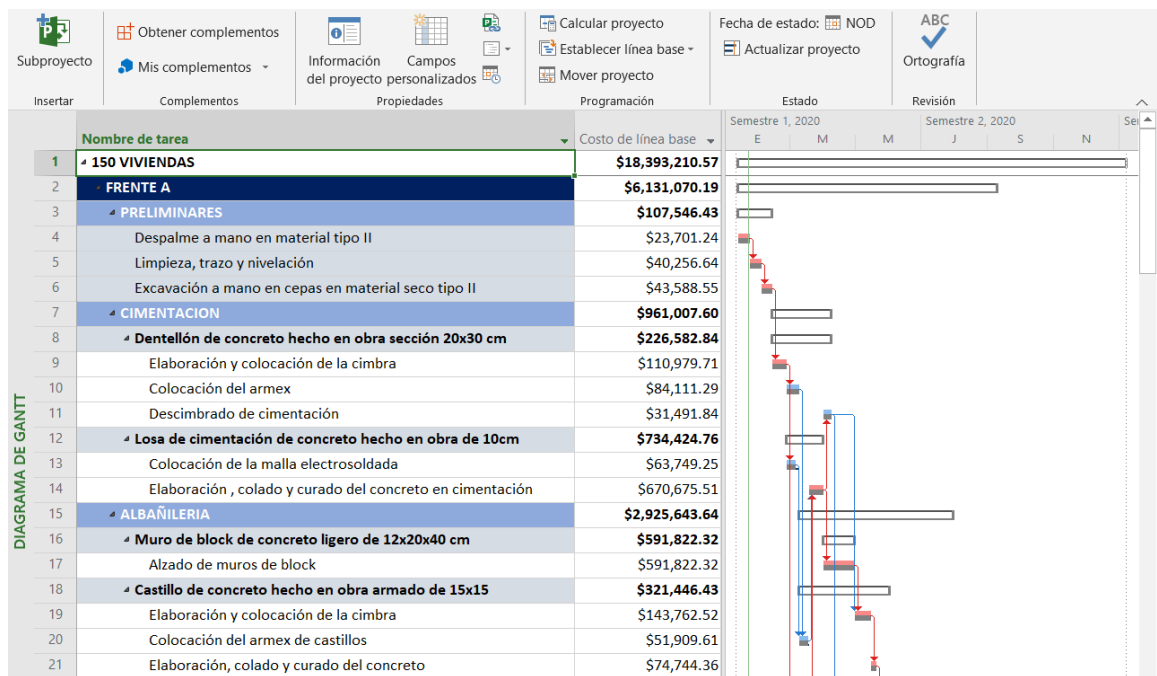 Subproyecto
Insertar
Obtener complementos
Mis complementos
Complementos
Información del proyecto
Campos personalizados
Propiedades
Calcular proyecto
Establecer línea base
Mover proyecto
Programación
Fecha de estado: NOD
Actualizar proyecto
Estado
ABC
Ortografía
Revisión
Nombre de tarea Costo de línea base
Semestre 1, 2020 Semestre 2, 2020
E M M J S N
1 150 VIVIENDAS $18,393,210.57
2 FRENTE A $6,131,070.19
3 PRELIMINARES $107,546.43
4 Despalme a mano en material tipo II $23,701.24
5 Limpieza, trazo y nivelación $40,256.64
6 Excavación a mano en cepas en material seco tipo II $43,588.55
7 CIMENTACION $961,007.60
8 Dentellón de concreto hecho en obra sección 20x30 cm $226,582.84
9 Elaboración y colocación de la cimbra $110,979.71
10 Colocación del armex $84,111.29
11 Descimbrado de cimentación $31,491.84
12 Losa de cimentación de concreto hecho en obra de 10cm $734,424.76
13 Colocación de la malla electrosoldada $63,749.25
14 Elaboración , colado y curado del concreto en cimentación $670,675.51
15 ALBAÑILERIA $2,925,643.64
16 Muro de block de concreto ligero de 12x20x40 cm $591,822.32
17 Alzado de muros de block $591,822.32
18 Castillo de concreto hecho en obra armado de 15x15 $321,446.43
19 Elaboración y colocación de la cimbra $143,762.52
20 Colocación del armex de castillos $51,909.61
21 Elaboración, colado y curado del concreto $74,744.36
DIAGRAMA DE GANTT